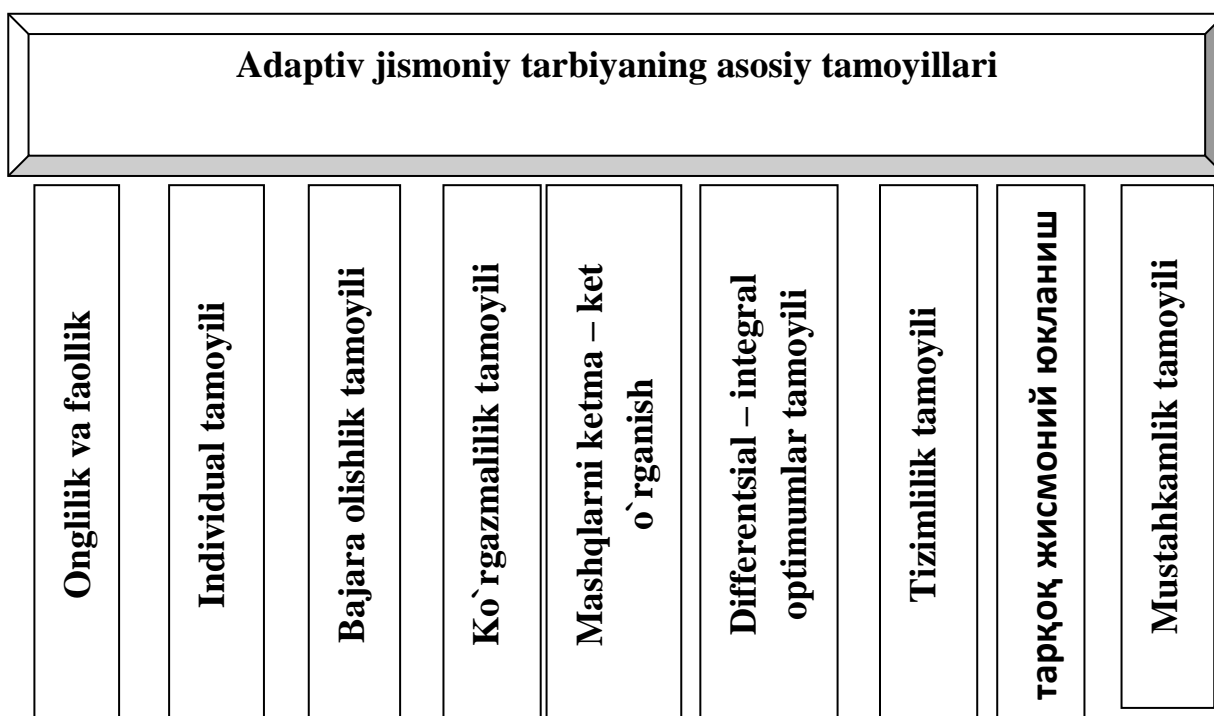 Adaptiv jismoniy tarbiyaning asosiy tamoyillari
Onglilik va faollik
Individual tamoyili
Bajara olishlik tamoyili
Ko`rgazmalilik tamoyili
Mashqlarni ketma – ket
o`rganish
Differentsial – integral
optimumlar tamoyili
Tizimlilik tamoyili
тарқоқ жисмоний юкланиш
Mustahkamlik tamoyili